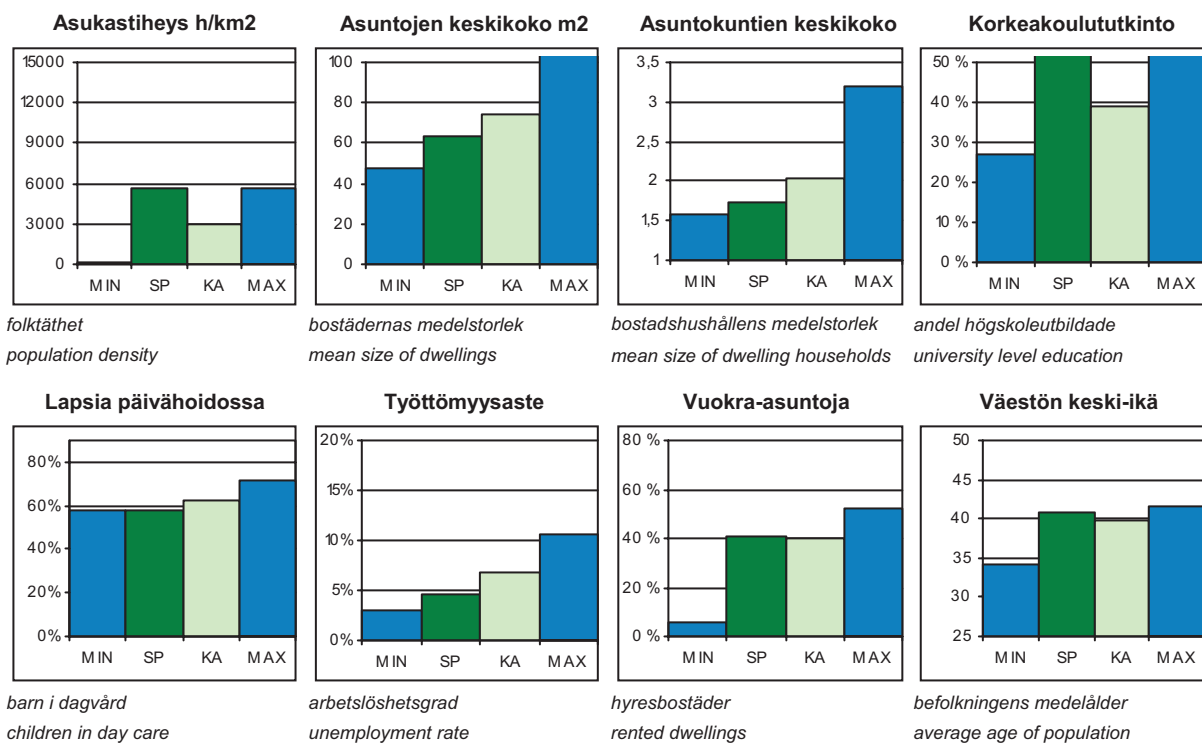 Asukastiheys h/km2
15000
12000
9000
6000
3000
0
MIN SP KA MAX
folktäthet
population density
Asuntojen keskikoko m2
100
80
60
40
20
0
MIN SP KA MAX
bostädernas medelstorlek
mean size of dwellings
Asuntokuntien keskikoko
3,5
3
2,5
2
1,5
1
MIN SP KA MAX
bostadshushållens medelstorlek
mean size of dwelling households
Korkeakoulututkinto
50 %
40 %
30 %
20 %
10 %
0 %
MIN SP KA MAX
andel högskoleutbildade
university level education
Lapsia päivähoidossa
80%
60%
40%
20%
0%
MIN SP KA MAX
barn i dagvård
children in day care
Työttömyysaste
20%
15%
10%
5%
0%
MIN SP KA MAX
arbetslöshetsgrad
unemployment rate
Vuokra-asuntoja
80 %
60 %
40 %
20 %
0 %
MIN SP KA MAX
hyresbostäder
rented dwellings
Väestön keski-ikä
50
45
40
35
30
25
MIN SP KA MAX
befolkningens medelålder
average age of population